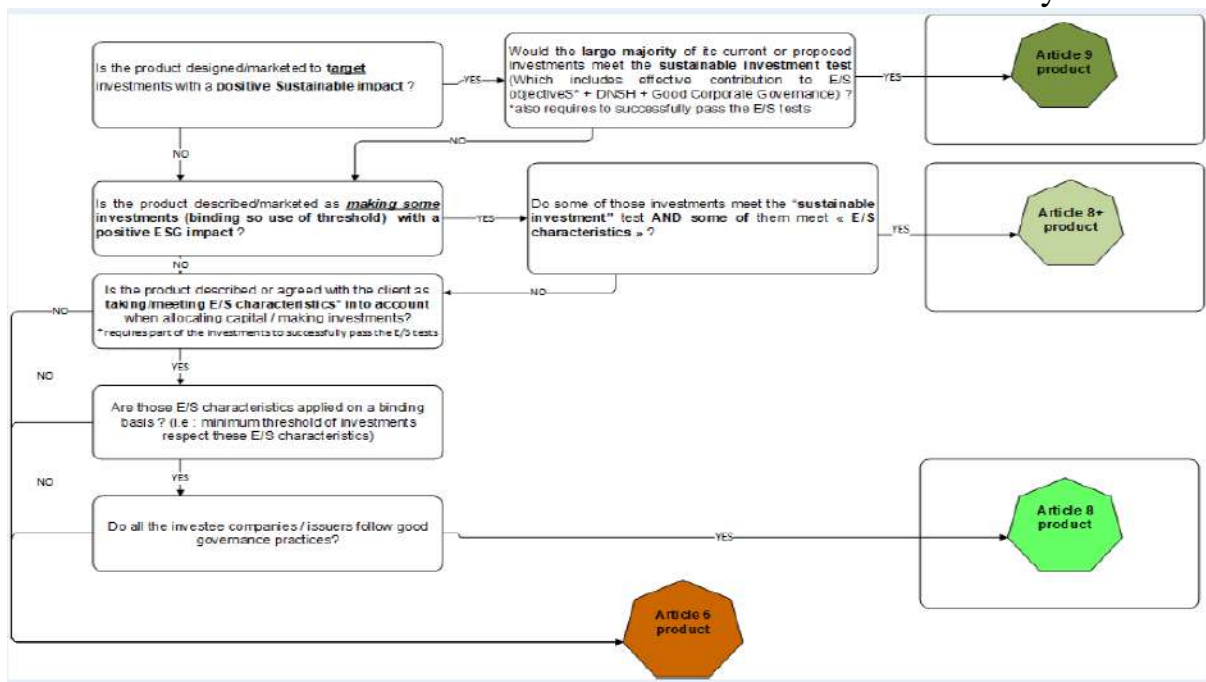 Is the product designed/marketed to target
investments with a positive Sustainable impact ?
YES
Would the largo majority of its current or proposed
investments meet the sustainable investment test
(Which includes effective contribution to E/S
objectiveS* + DNSH + Good Corporate Governance) ?
*also requires to successfully pass the E/S tests
YES
Article 9
product
NO
NO
Is the product described/marketed as making some
investments (binding so use of threshold) with a
positive ESG impact ?
YES
Do some of those investments meet the "sustainable
investment" test AND some of them meet « E/S
characteristics » ?
YES
Article 8+
product
NO
NO
Is the product described or agreed with the client as
taking/meeting E/S characteristics* into account
when allocating capital / making investments?
*requires part of the investments to successfully pass the E/S tests
NO
YES
NO
Are those E/S characteristics applied on a binding
basis ? (i.e : minimum threshold of investments
respect these E/S characteristics)
YES
NO
Do all the investee companies / issuers follow good
governance practices?
YES
Article 8
product
Article 6
product